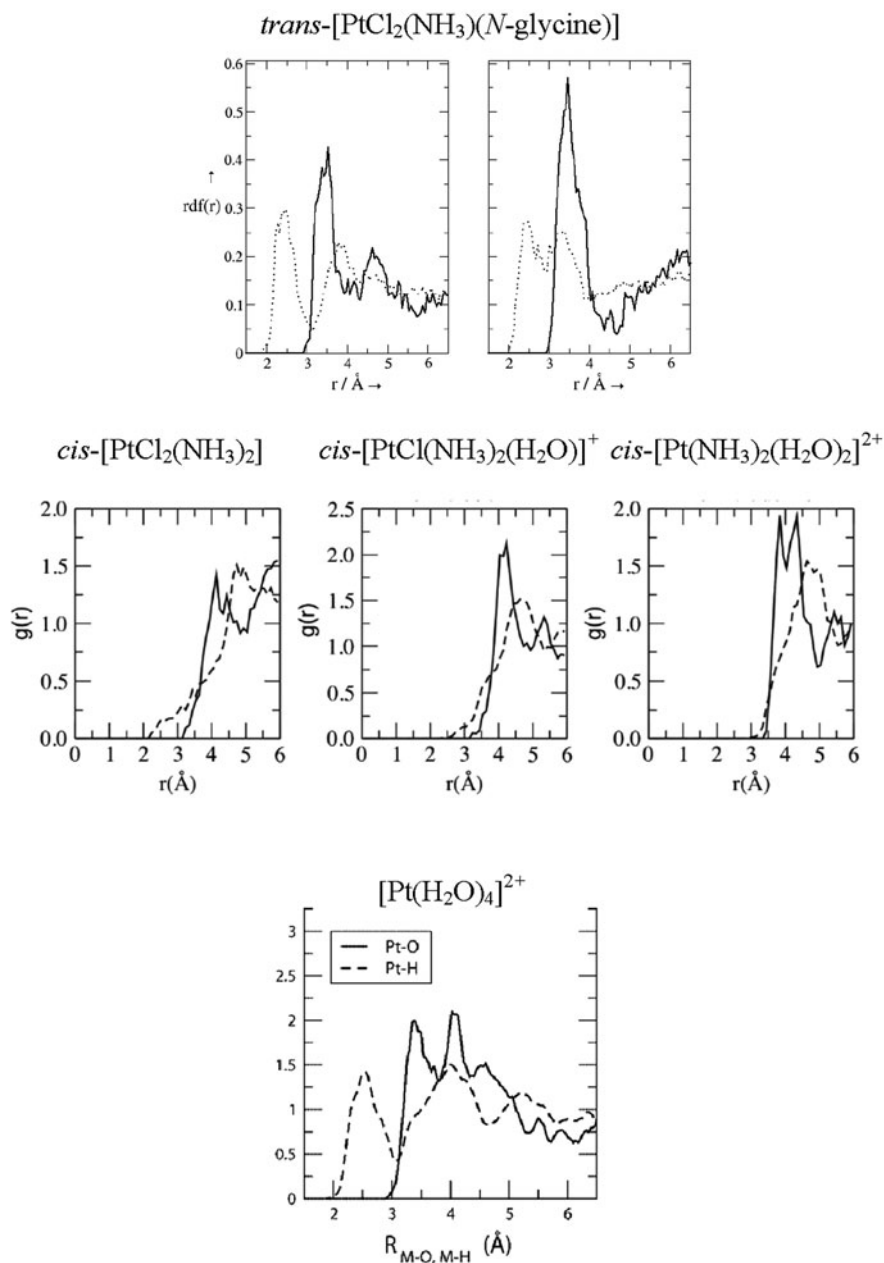 trans-[PtCl₂(NH₃)(N-glycine)]
0.6
0.5
0.4
↑
rdf(r) 0.3
0.2
0.1
0
2 3 4 5 6 2 3 4 5 6
r / Å → r / Å →
cis-[PtCl₂(NH₃)₂] cis-[PtCl(NH₃)₂(H₂O)]⁺ cis-[Pt(NH₃)₂(H₂O)₂]²⁺
2.0
1.5
1.0
0.5
0.0
g(r)
0 1 2 3 4 5 6
r(Å)
2.5
2.0
1.5
1.0
0.5
0.0
g(r)
0 1 2 3 4 5 6
r(Å)
2.0
1.5
1.0
0.5
0.0
g(r)
0 1 2 3 4 5 6
r(Å)
[Pt(H₂O)₄]²⁺
3
2.5
2
1.5
1
0.5
0
Pt-O
Pt-H
2 3 4 5 6
R M-O, M-H (Å)